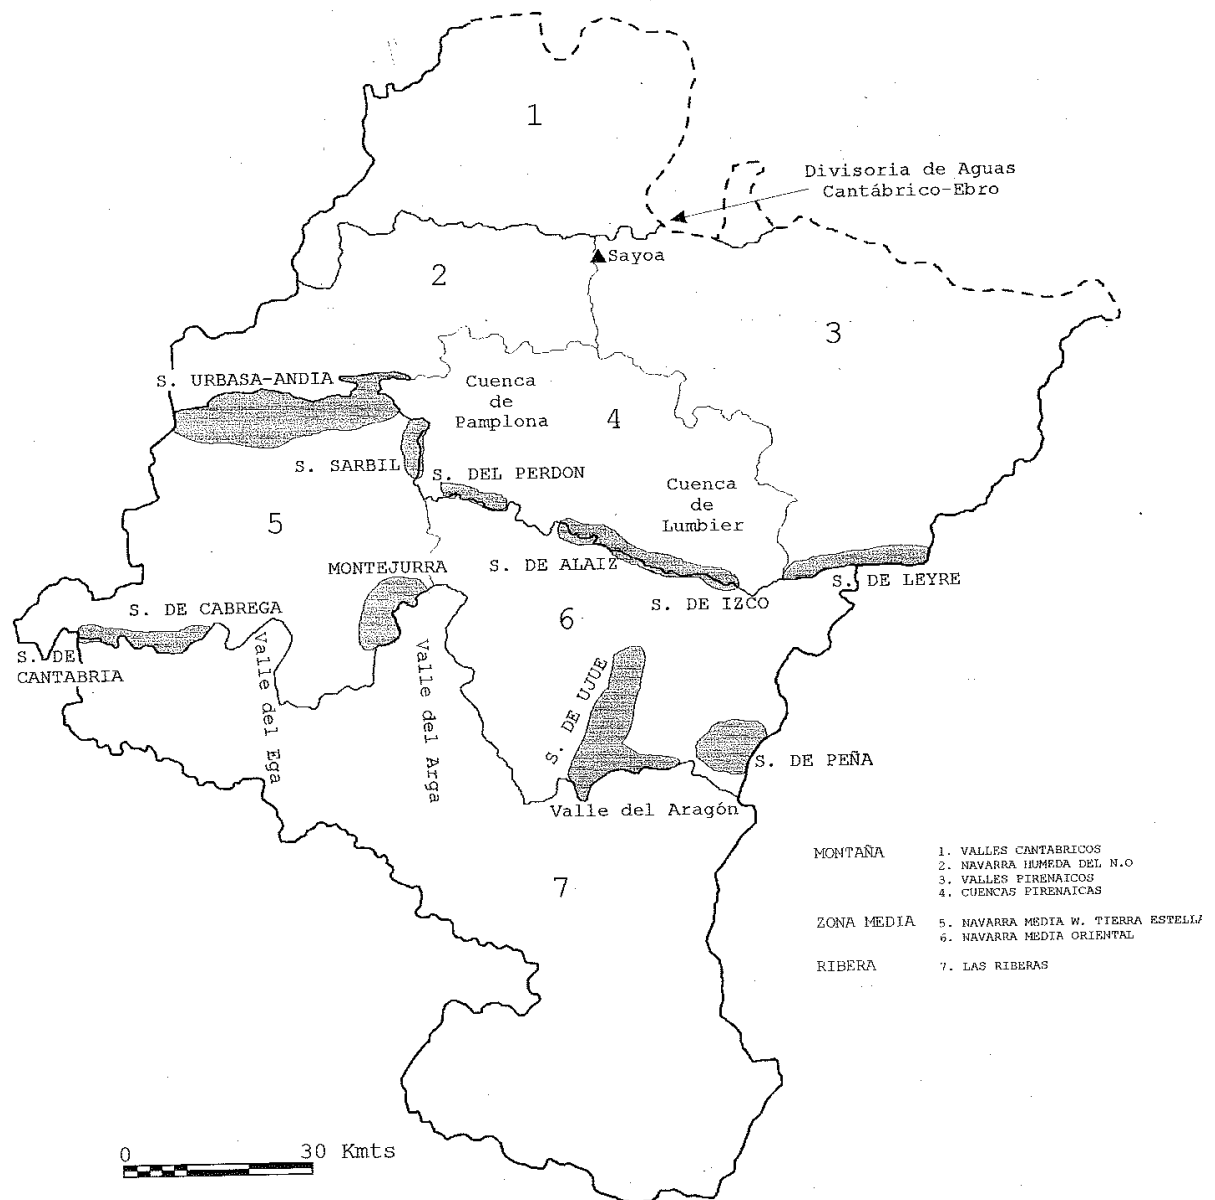 1
Divisoria de Aguas
Cantábrico-Ebro
Sayoa
2
3
S. URBASA-ANDIA
Cuenca
de
Pamplona
4
S. SARBIL
S. DEL PERDON
Cuenca
de
Lumbier
5
MONTEJURRA
S. DE ALAIZ
S. DE LEYRE
S. DE IZCO
S. DE CABREGA
6
S. DE
CANTABRIA
Valle del Ega
Valle del Arga
S. DE UJUE
S. DE PEÑA
Valle del Aragón
7
MONTAÑA
1. VALLES CANTABRICOS
2. NAVARRA HUMEDA DEL N.O
3. VALLES PIRENAICOS
4. CUENCAS PIRENAICAS
ZONA MEDIA
5. NAVARRA MEDIA W. TIERRA ESTELLA
6. NAVARRA MEDIA ORIENTAL
RIBERA
7. LAS RIBERAS
0 30 Kmts